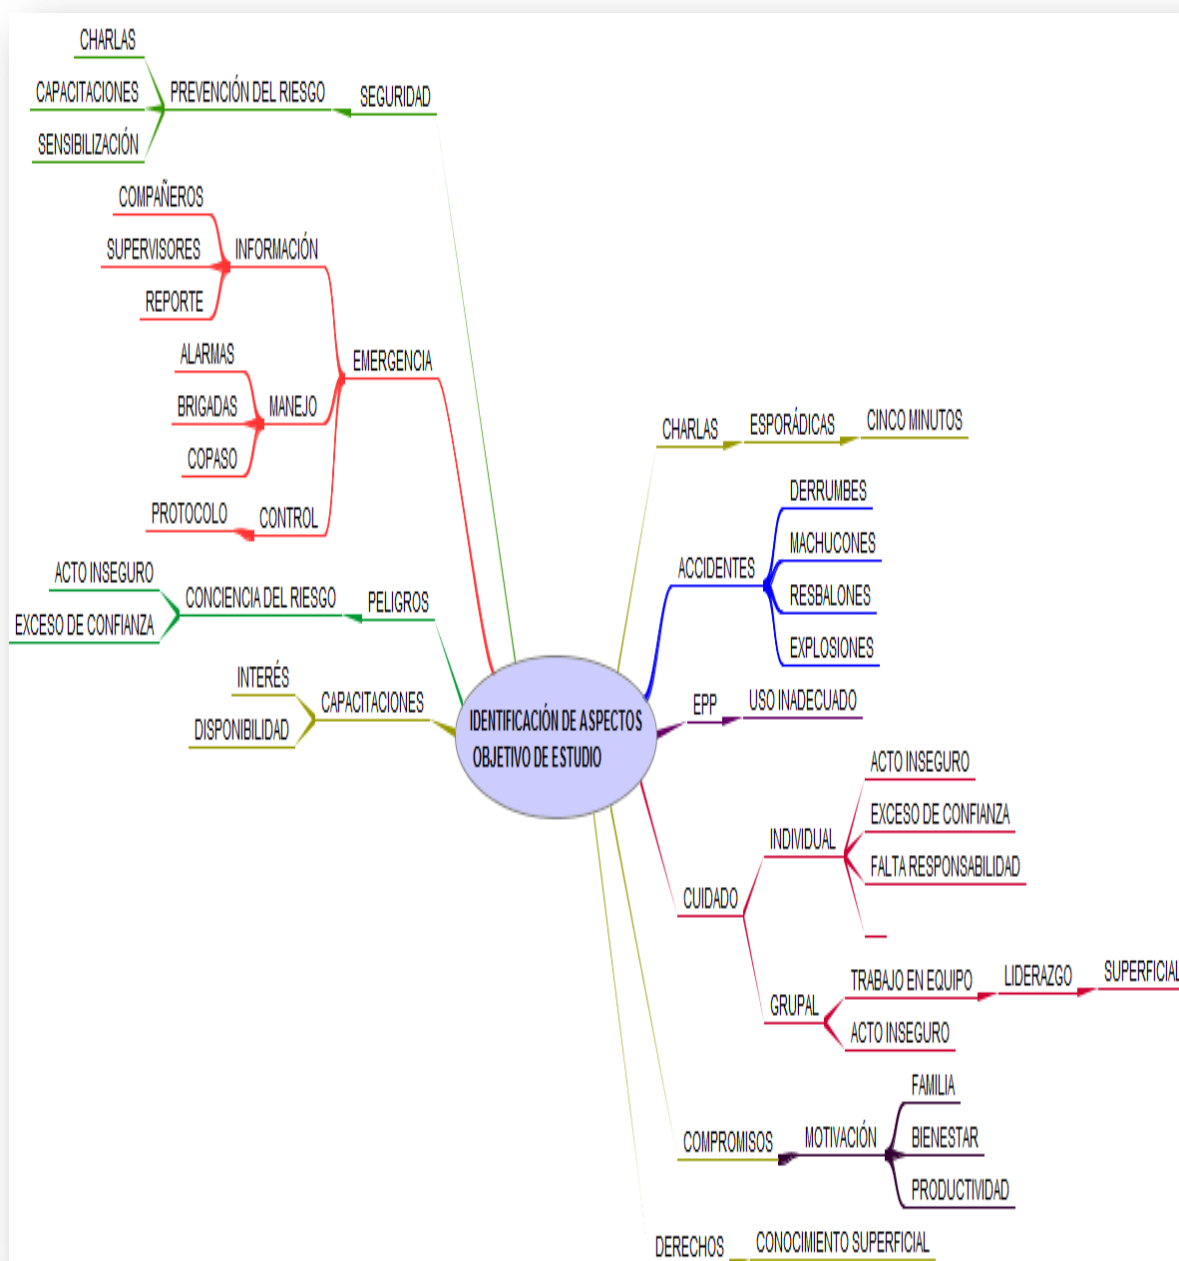 CHARLAS
CAPACITACIONES
SENSIBILIZACIÓN
PREVENCIÓN DEL RIESGO
SEGURIDAD
COMPAÑEROS
SUPERVISORES
REPORTE
INFORMACIÓN
ALARMAS
BRIGADAS
COPASO
MANEJO
PROTOCOLO
CONTROL
EMERGENCIA
ACTO INSEGURO
EXCESO DE CONFIANZA
CONCIENCIA DEL RIESGO
PELIGROS
INTERÉS
DISPONIBILIDAD
CAPACITACIONES
IDENTIFICACIÓN DE ASPECTOS
OBJETIVO DE ESTUDIO
CHARLAS
ESPORÁDICAS
CINCO MINUTOS
ACCIDENTES
DERRUMBES
MACHUCONES
RESBALONES
EXPLOSIONES
EPP
USO INADECUADO
CUIDADO
INDIVIDUAL
ACTO INSEGURO
EXCESO DE CONFIANZA
FALTA RESPONSABILIDAD
GRUPAL
TRABAJO EN EQUIPO
LIDERAZGO
SUPERFICIAL
ACTO INSEGURO
COMPROMISOS
MOTIVACIÓN
FAMILIA
BIENESTAR
PRODUCTIVIDAD
DERECHOS
CONOCIMIENTO SUPERFICIAL